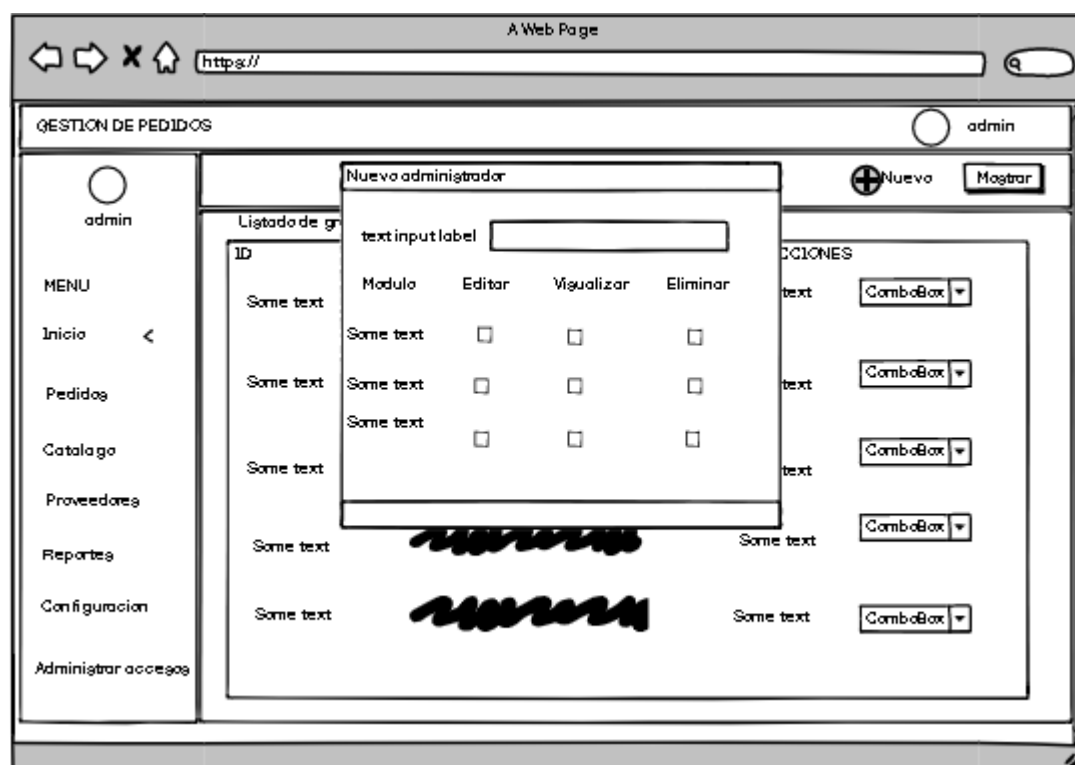 A Web Page
https://
GESTION DE PEDIDOS
admin
admin
Nuevo
Mostrar
MENU
Inicio <
Pedidos
Catalago
Proveedores
Reportes
Configuracion
Administrar accesos
Listado de gr
ID
CCIONES
Some text
text
ComboBox
Some text
text
ComboBox
Some text
text
ComboBox
Some text
Some text
ComboBox
Some text
Some text
ComboBox
Nuevo administrador
text input label
Modulo Editar Visualizar Eliminar
Some text
Some text
Some text